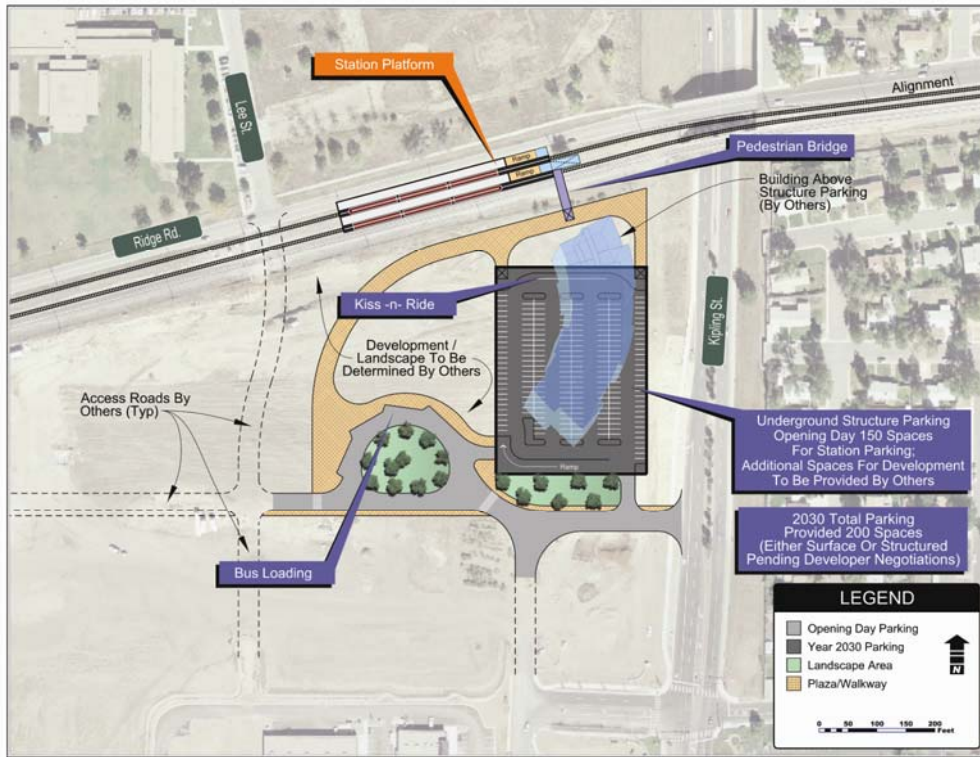 Station Platform
Lee St.
Alignment
Ramp
Ramp
Pedestrian Bridge
Building Above
Structure Parking
(By Others)
Ridge Rd.
Kiss -n- Ride
Kipling St.
Development /
Landscape To Be
Determined By Others
Access Roads By
Others (Typ)
Underground Structure Parking
Opening Day 150 Spaces
For Station Parking;
Additional Spaces For Development
To Be Provided By Others
Ramp
2030 Total Parking
Provided 200 Spaces
(Either Surface Or Structured
Pending Developer Negotiations)
Bus Loading
LEGEND
Opening Day Parking
Year 2030 Parking
Landscape Area
Plaza/Walkway
N
0 50 100 150 200
Feet